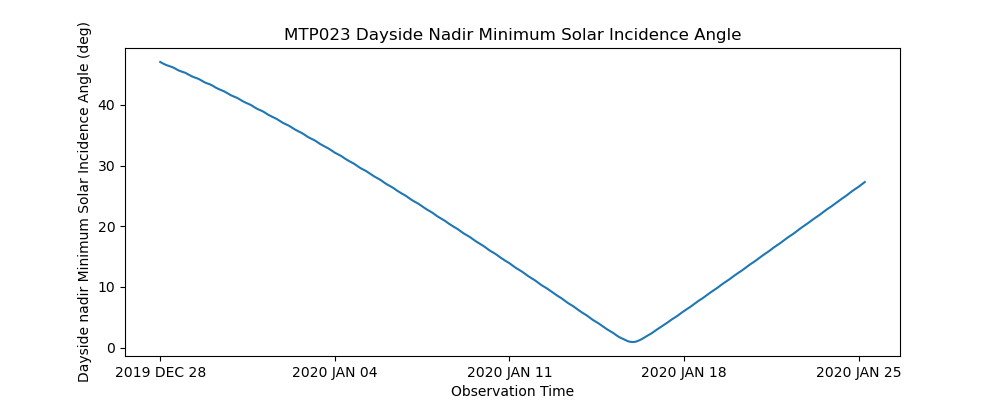 MTP023 Dayside Nadir Minimum Solar Incidence Angle
Dayside nadir Minimum Solar Incidence Angle (deg)
40
30
20
10
0
2019 DEC 28
2020 JAN 04
2020 JAN 11
2020 JAN 18
2020 JAN 25
Observation Time